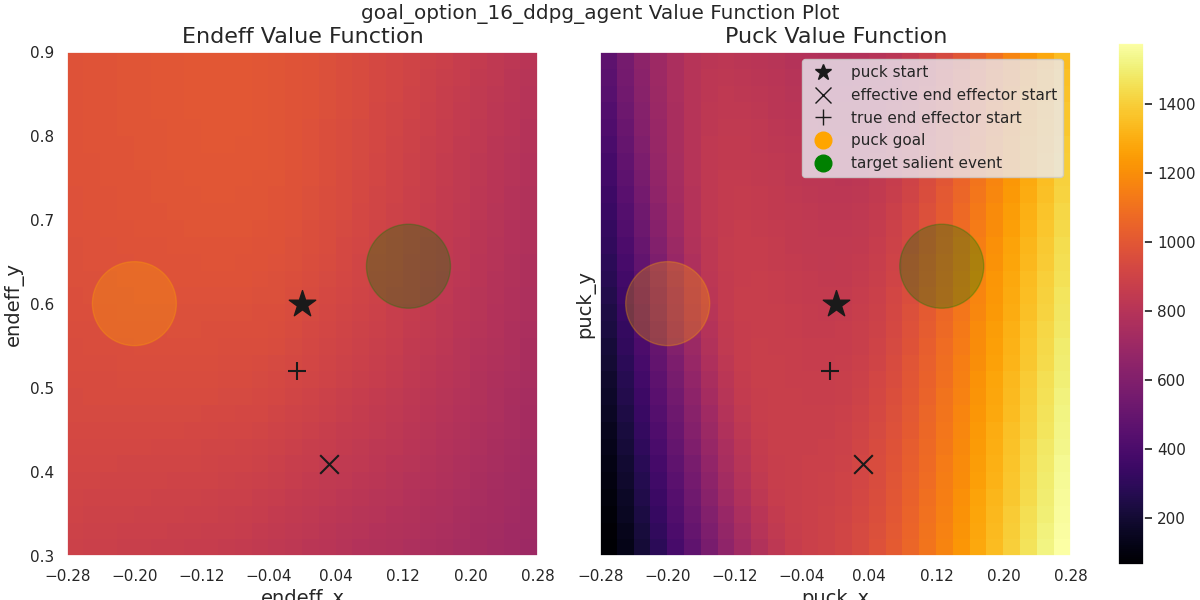 goal_option_16_ddpg_agent Value Function Plot
Endeff Value Function
Puck Value Function
endeff_y
0.9
0.8
0.7
0.6
0.5
0.4
0.3
−0.28 −0.20 −0.12 −0.04 0.04 0.12 0.20 0.28
endeff_x
puck_y
puck start
effective end effector start
true end effector start
puck goal
target salient event
−0.28 −0.20 −0.12 −0.04 0.04 0.12 0.20 0.28
puck_x
1400
1200
1000
800
600
400
200